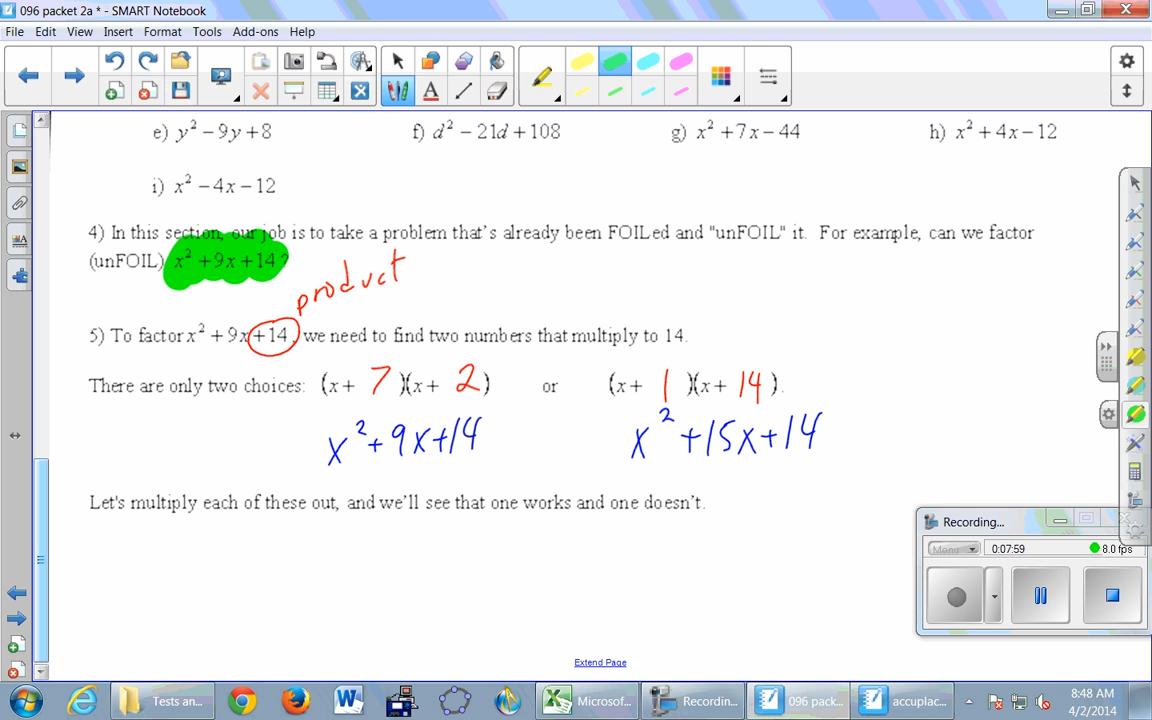 096 packet 2a * - SMART Notebook
File Edit View Insert Format Tools Add-ons Help
e) y² − 9y + 8 f) d² − 21d + 108 g) x² + 7x − 44 h) x² + 4x − 12
i) x² − 4x − 12
4) In this section, our job is to take a problem that's already been FOILed and "unFOIL" it. For example, can we factor
(unFOIL) x² + 9x + 14?
product
5) To factor x² + 9x + 14, we need to find two numbers that multiply to 14.
There are only two choices: (x + 7)(x + 2) or (x + 1)(x + 14).
x² + 9x + 14 x² + 15x + 14
Let's multiply each of these out, and we'll see that one works and one doesn't.
Recording...
Menu 0:07:59 8.0 fps
Extend Page
Tests an... Microsof... Recordin... 096 pack... accuplac...
8:48 AM
4/2/2014